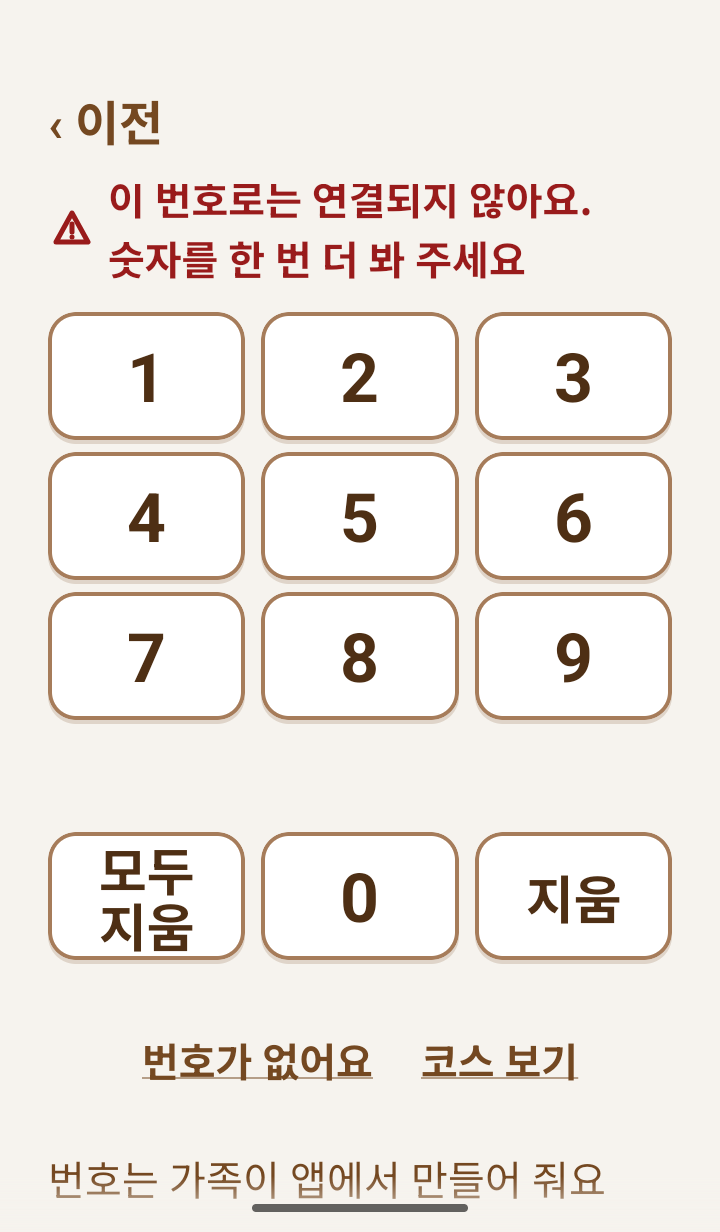 ‹ 이전
이 번호로는 연결되지 않아요.
숫자를 한 번 더 봐 주세요
1 2 3
4 5 6
7 8 9
모두
지움
0 지움
번호가 없어요 코스 보기
번호는 가족이 앱에서 만들어 줘요